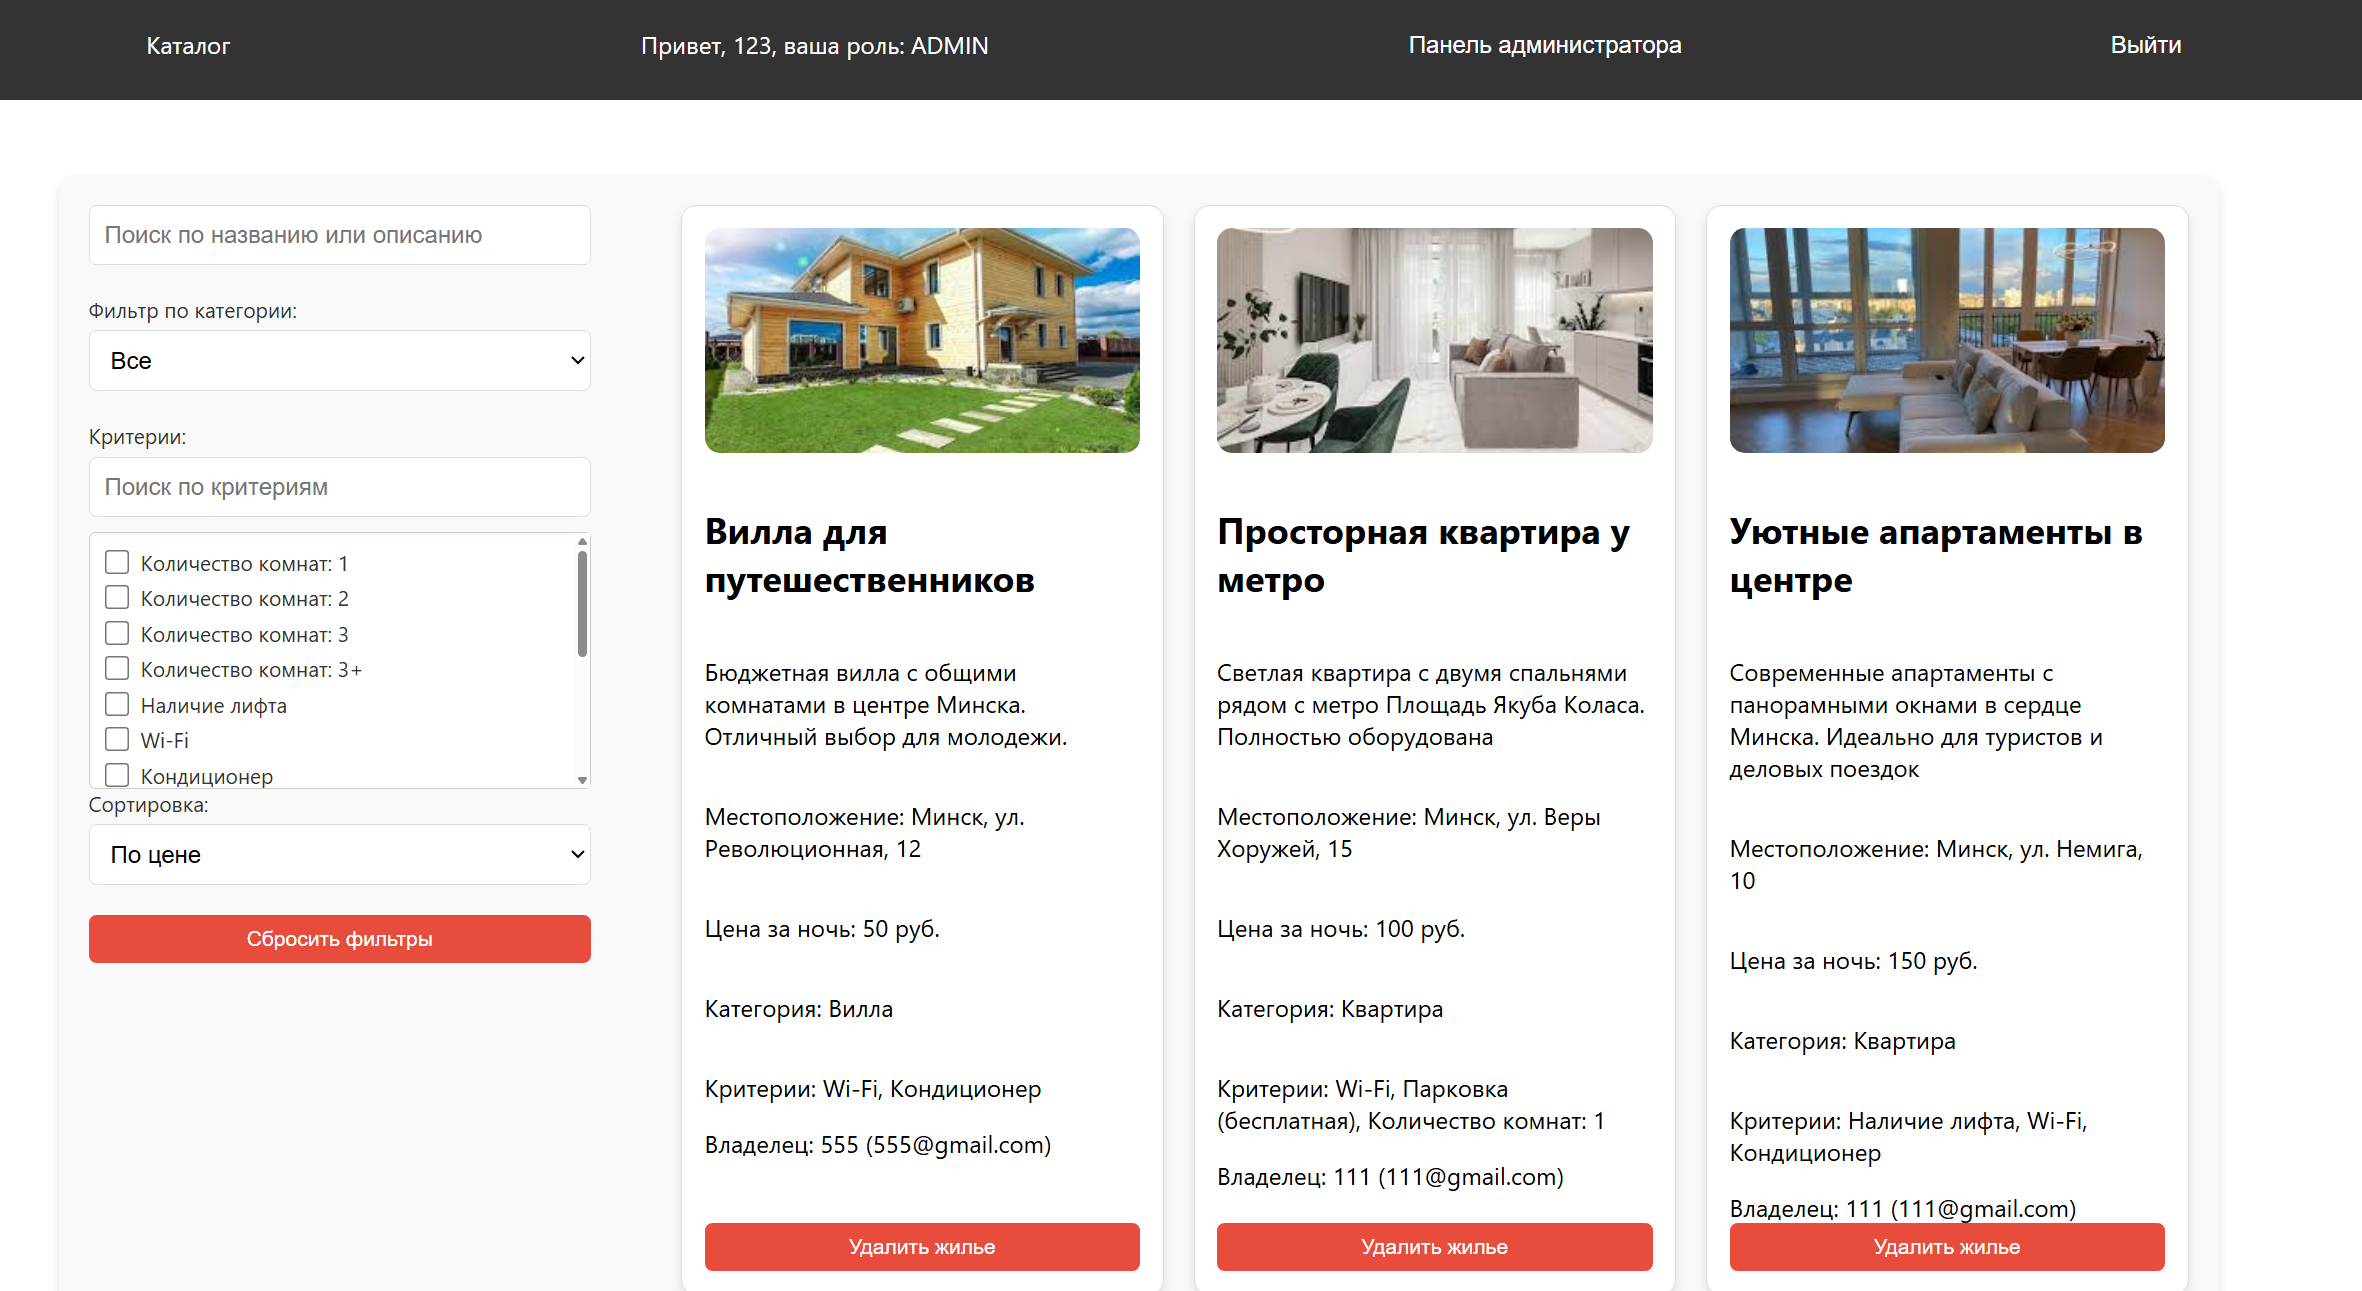 Каталог
Привет, 123, ваша роль: ADMIN
Панель администратора
Выйти
Поиск по названию или описанию
Фильтр по категории:
Все
Критерии:
Поиск по критериям
Количество комнат: 1
Количество комнат: 2
Количество комнат: 3
Количество комнат: 3+
Наличие лифта
Wi-Fi
Кондиционер
Сортировка:
По цене
Сбросить фильтры
Вилла для
путешественников
Бюджетная вилла с общими
комнатами в центре Минска.
Отличный выбор для молодежи.
Местоположение: Минск, ул.
Революционная, 12
Цена за ночь: 50 руб.
Категория: Вилла
Критерии: Wi-Fi, Кондиционер
Владелец: 555 (555@gmail.com)
Удалить жилье
Просторная квартира у
метро
Светлая квартира с двумя спальнями
рядом с метро Площадь Якуба Коласа.
Полностью оборудована
Местоположение: Минск, ул. Веры
Хоружей, 15
Цена за ночь: 100 руб.
Категория: Квартира
Критерии: Wi-Fi, Парковка
(бесплатная), Количество комнат: 1
Владелец: 111 (111@gmail.com)
Удалить жилье
Уютные апартаменты в
центре
Современные апартаменты с
панорамными окнами в сердце
Минска. Идеально для туристов и
деловых поездок
Местоположение: Минск, ул. Немига,
10
Цена за ночь: 150 руб.
Категория: Квартира
Критерии: Наличие лифта, Wi-Fi,
Кондиционер
Владелец: 111 (111@gmail.com)
Удалить жилье